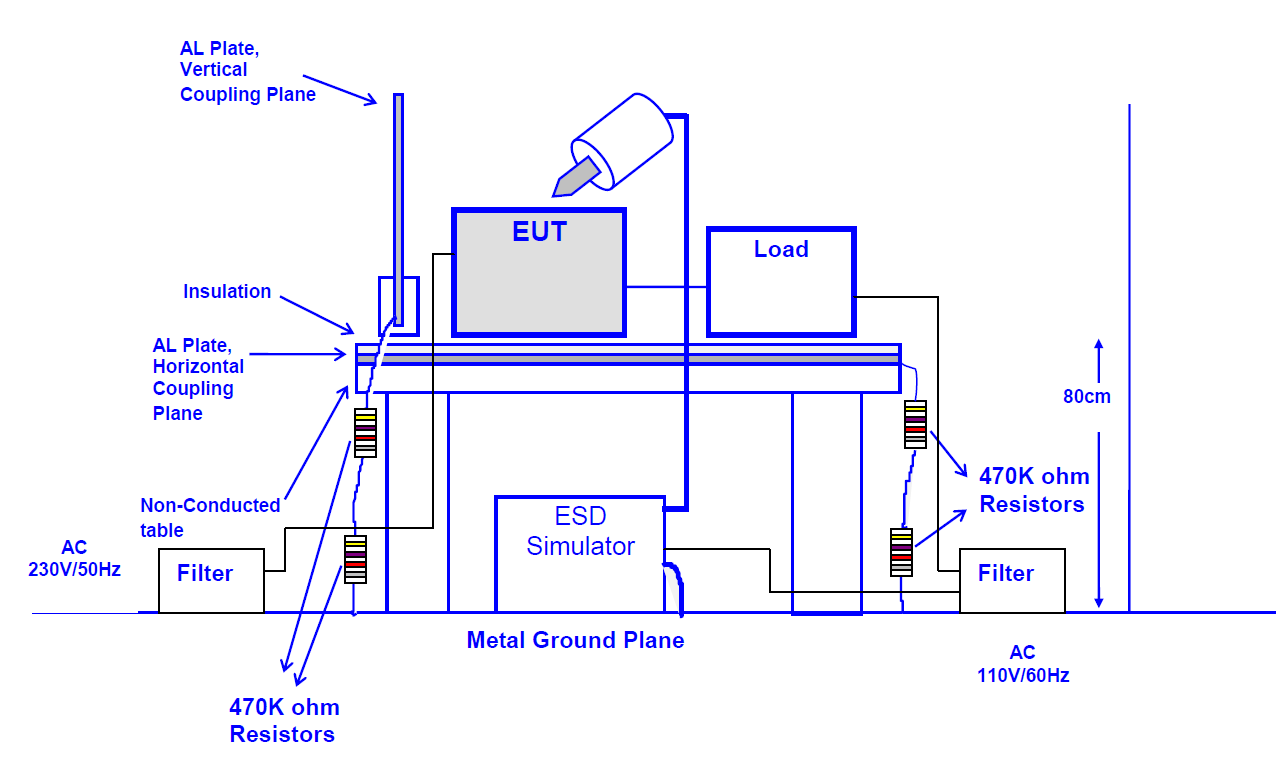 AL Plate,
Vertical
Coupling Plane
EUT
Load
Insulation
AL Plate,
Horizontal
Coupling
Plane
80cm
470K ohm
Resistors
Non-Conducted
table
ESD
Simulator
AC
230V/50Hz
Filter
Filter
Metal Ground Plane
AC
110V/60Hz
470K ohm
Resistors